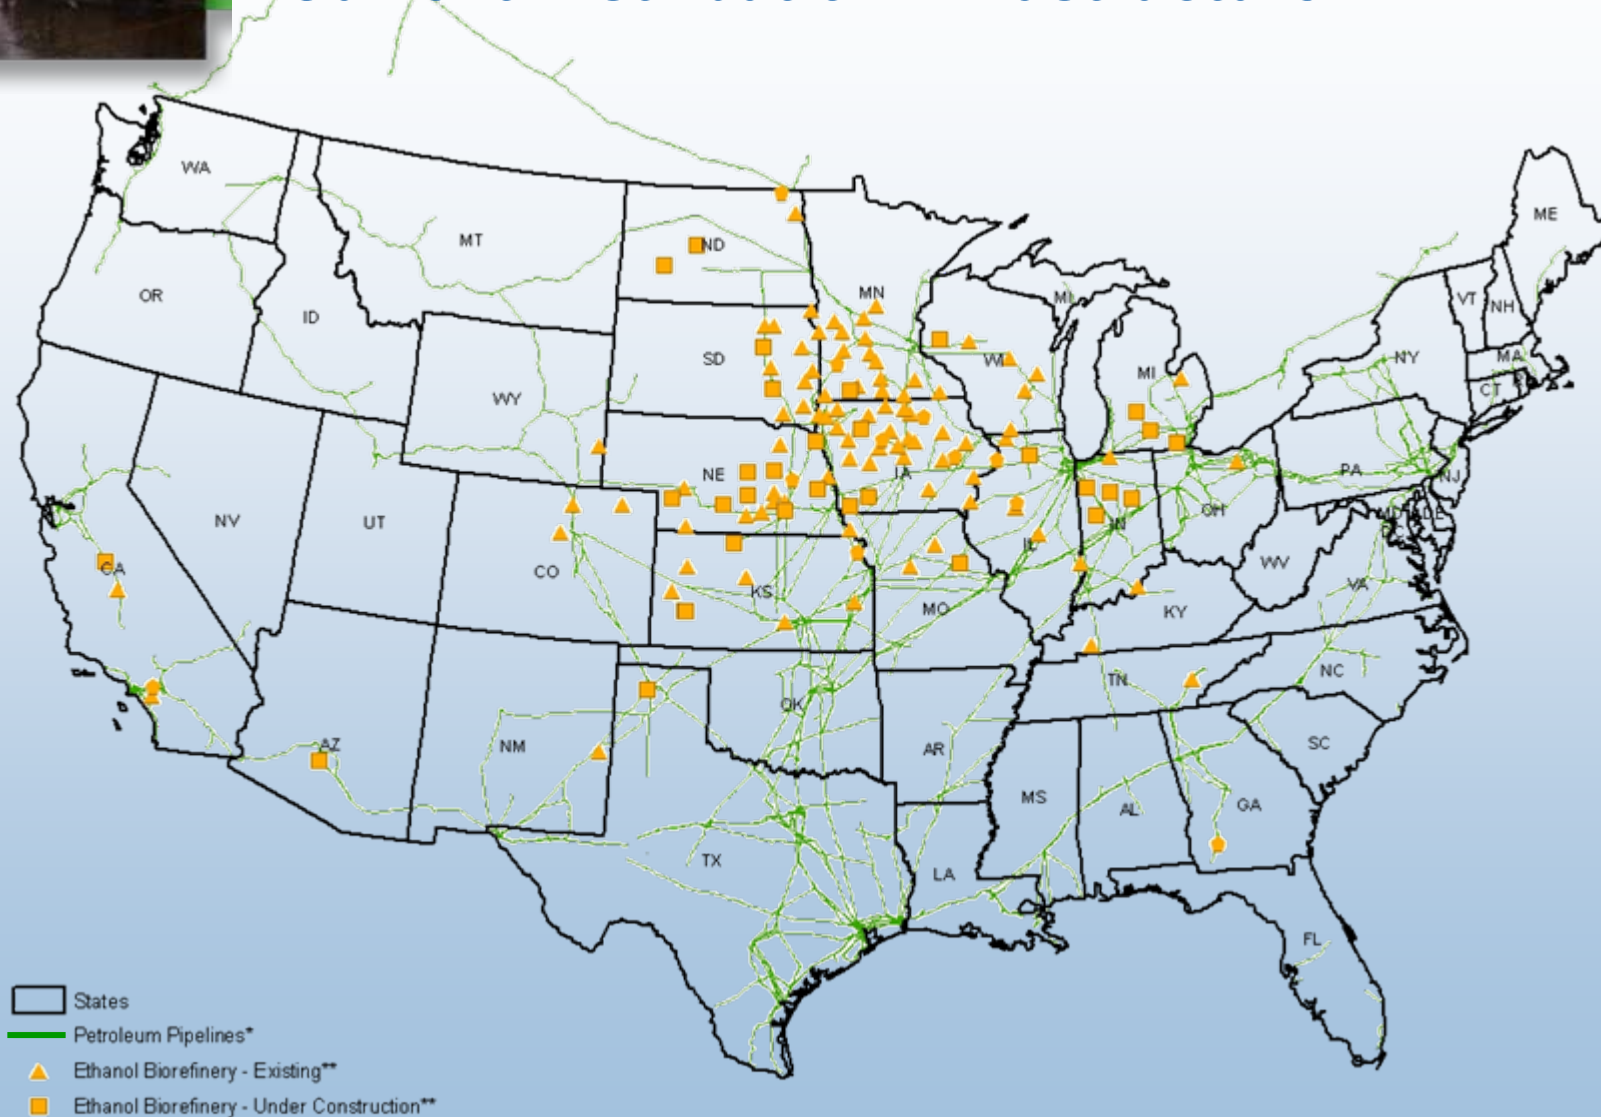 WA
ME
MT
ND
MN
OR
VT
NH
MI
ID
SD
WI
NY
MA
MI
CT
WY
PA
NE
IA
NJ
NV
UT
OH
IN
IL
WV
CA
CO
KS
VA
MO
KY
TN
NC
OK
AZ
NM
AR
SC
MS
AL
GA
TX
LA
FL
States
Petroleum Pipelines*
Ethanol Biorefinery - Existing**
Ethanol Biorefinery - Under Construction**